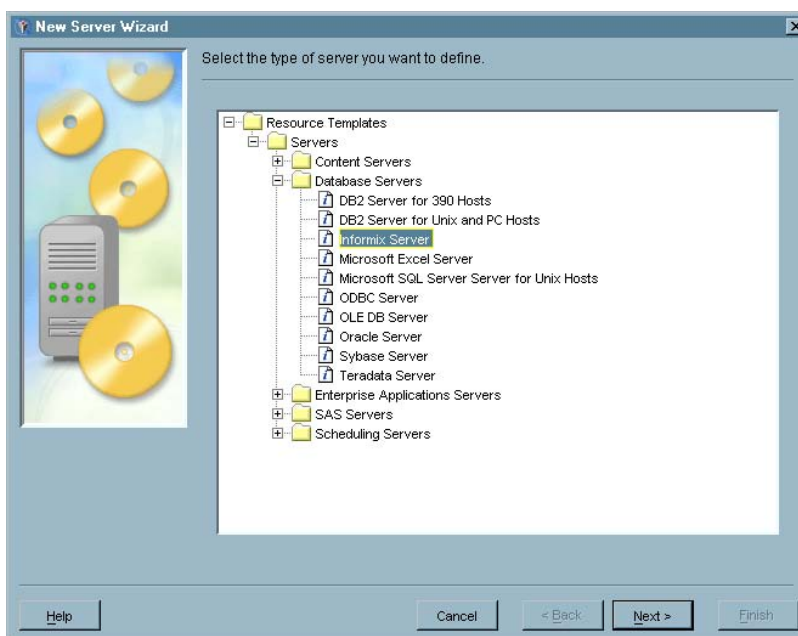 New Server Wizard
Select the type of server you want to define.
Resource Templates
Servers
Content Servers
Database Servers
DB2 Server for 390 Hosts
DB2 Server for Unix and PC Hosts
Informix Server
Microsoft Excel Server
Microsoft SQL Server Server for Unix Hosts
ODBC Server
OLE DB Server
Oracle Server
Sybase Server
Teradata Server
Enterprise Applications Servers
SAS Servers
Scheduling Servers
Help Cancel < Back Next > Finish